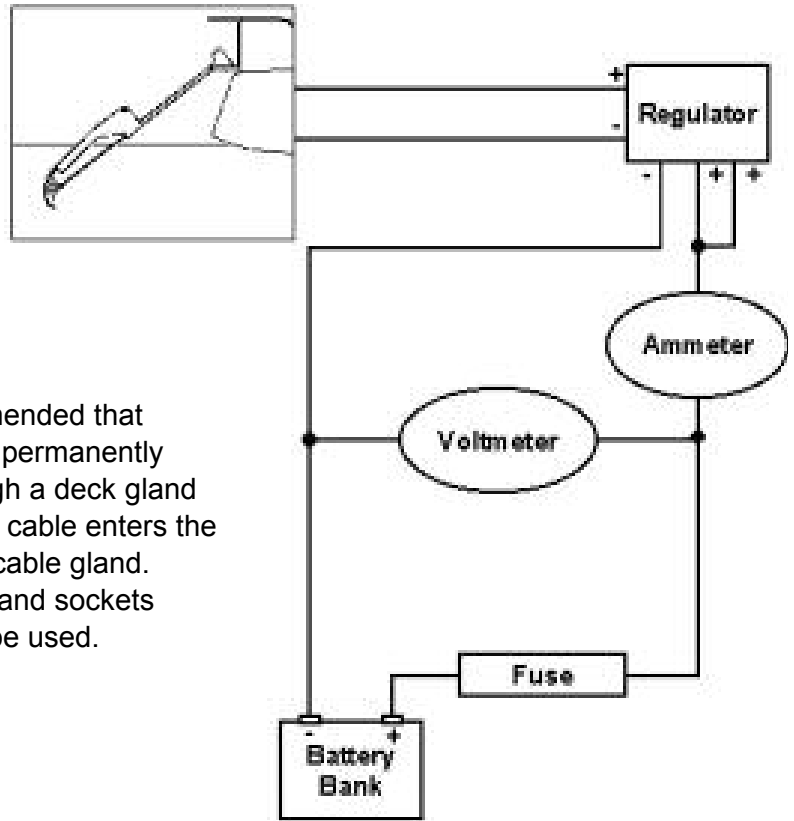 +
Regulator
-
- + +
Ammeter
Voltmeter
Fuse
- +
Battery
Bank
ended that
permanently
gh a deck gland
cable enters the
cable gland.
and sockets
be used.